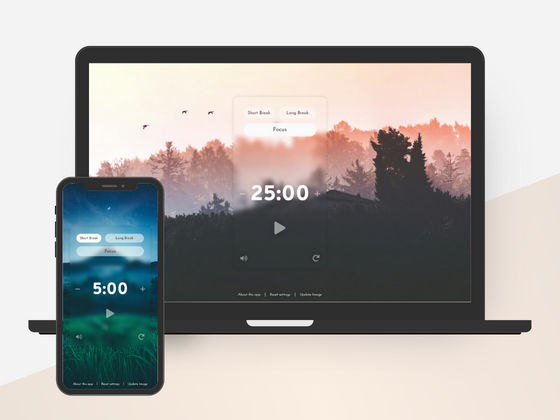 Short Break Long Break
Focus
− 25:00 +
About the app | Reset settings | Update Image
Short Break Long Break
Focus
− 5:00 +
About the app | Reset settings | Update Image